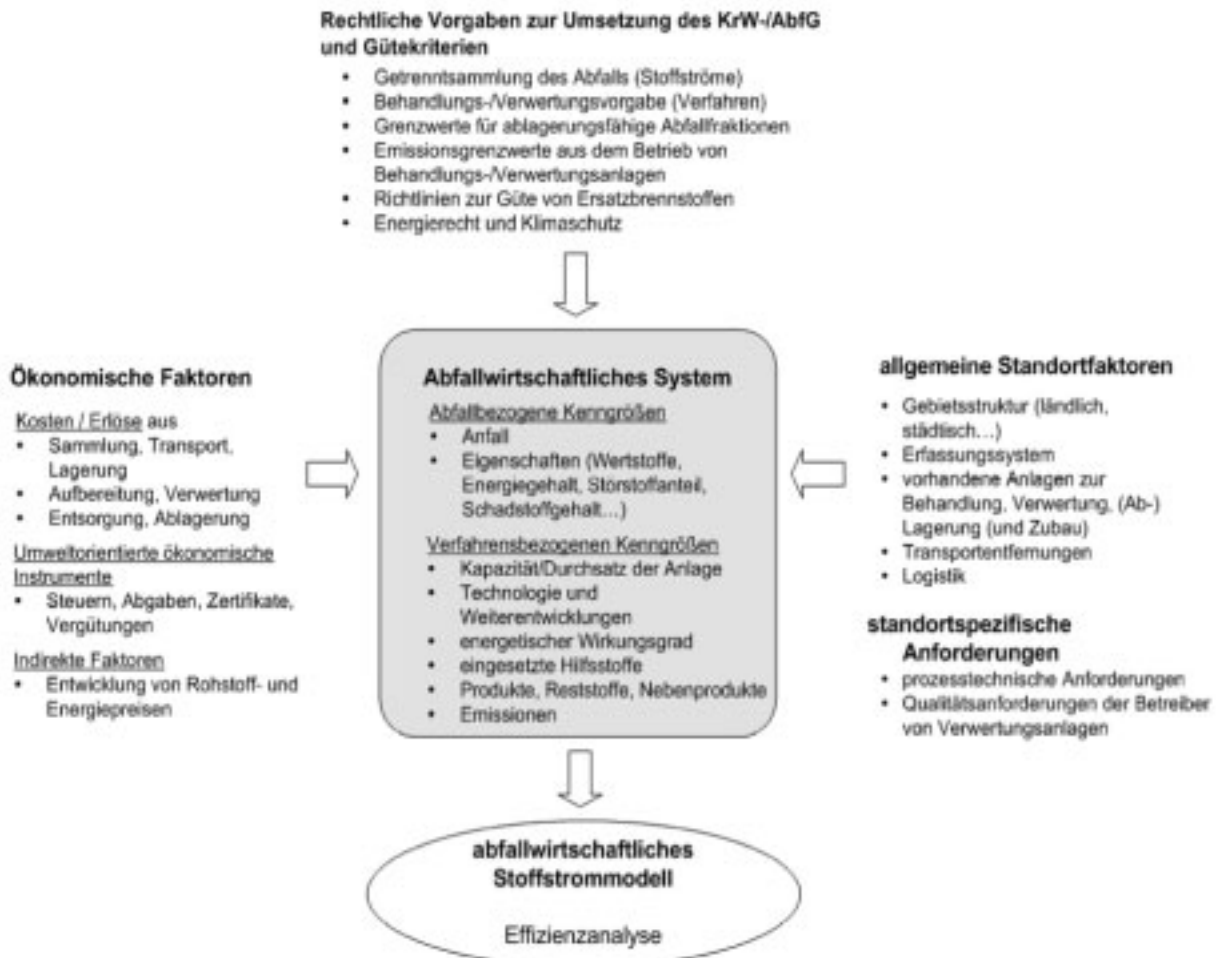 Rechtliche Vorgaben zur Umsetzung des KrW-/AbfG
und Gütekriterien
• Getrenntsammlung des Abfalls (Stoffströme)
• Behandlungs-/Verwertungsvorgabe (Verfahren)
• Grenzwerte für ablagerungsfähige Abfallfraktionen
• Emissionsgrenzwerte aus dem Betrieb von
Behandlungs-/Verwertungsanlagen
• Richtlinien zur Güte von Ersatzbrennstoffen
• Energierecht und Klimaschutz
Ökonomische Faktoren
Kosten / Erlöse aus
• Sammlung, Transport,
Lagerung
• Aufbereitung, Verwertung
• Entsorgung, Ablagerung
Umweltorientierte ökonomische
Instrumente
• Steuern, Abgaben, Zertifikate,
Vergütungen
Indirekte Faktoren
• Entwicklung von Rohstoff- und
Energiepreisen
Abfallwirtschaftliches System
Abfallbezogene Kenngrößen
• Anfall
• Eigenschaften (Wertstoffe,
Energiegehalt, Storstoffanteil,
Schadstoffgehalt…)
Verfahrensbezogenen Kenngrößen
• Kapazität/Durchsatz der Anlage
• Technologie und
Weiterentwicklungen
• energetischer Wirkungsgrad
• eingesetzte Hilfsstoffe
• Produkte, Reststoffe, Nebenprodukte
• Emissionen
allgemeine Standortfaktoren
• Gebietsstruktur (ländlich,
städtisch…)
• Erfassungssystem
• vorhandene Anlagen zur
Behandlung, Verwertung, (Ab-)
Lagerung (und Zubau)
• Transportentfernungen
• Logistik
standortspezifische
Anforderungen
• prozesstechnische Anforderungen
• Qualitätsanforderungen der Betreiber
von Verwertungsanlagen
abfallwirtschaftliches
Stoffstrommodell
Effizienzanalyse